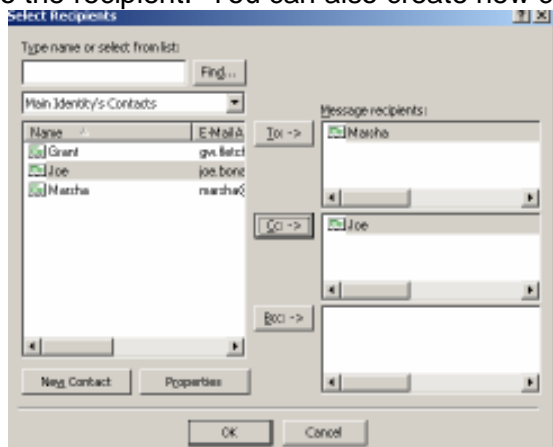 the recipient. You can also create new
Select Recipients
Type name or select from list:
Find...
Main Identity's Contacts
Message recipients:
Name E-Mail A
To: ->
Marsha
Grant
Joe joe.bone
Marsha marsha@
Cc: ->
Joe
Bcc: ->
New Contact Properties
OK Cancel